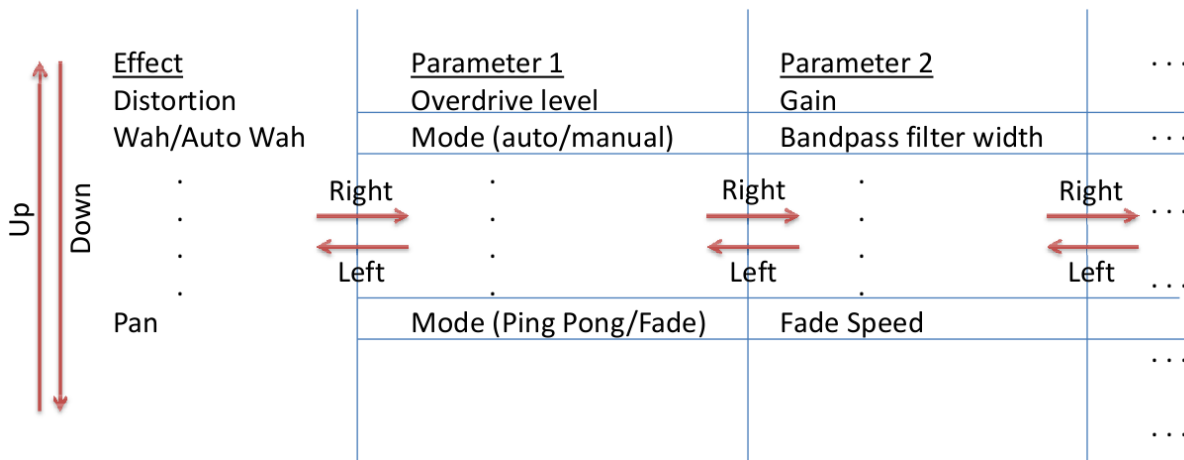 Effect Parameter 1 Parameter 2 . . .
Distortion Overdrive level Gain
Wah/Auto Wah Mode (auto/manual) Bandpass filter width . . .
Up
Down
Right Right Right . . .
Left Left Left . . .
Pan Mode (Ping Pong/Fade) Fade Speed
. . .
. . .